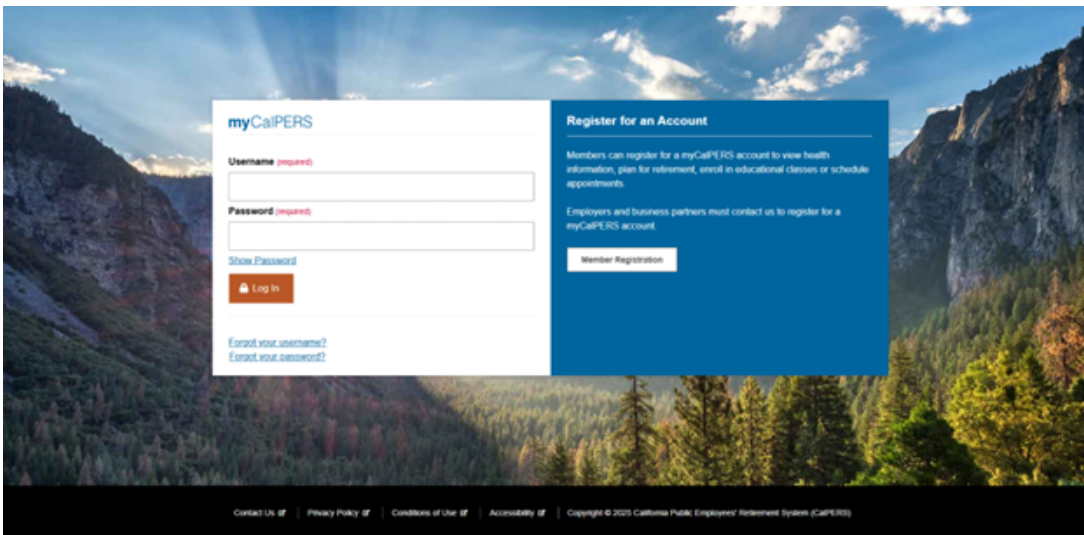 myCalPERS
Username (required)
Password (required)
Show Password
Log In
Forgot your username?
Forgot your password?
Register for an Account
Members can register for a myCalPERS account to view health
information, plan for retirement, enroll in educational classes or schedule
appointments.
Employers and business partners must contact us to register for a
myCalPERS account.
Member Registration
Contact Us
Privacy Policy
Conditions of Use
Accessibility
Copyright © 2025 California Public Employees' Retirement System (CalPERS)